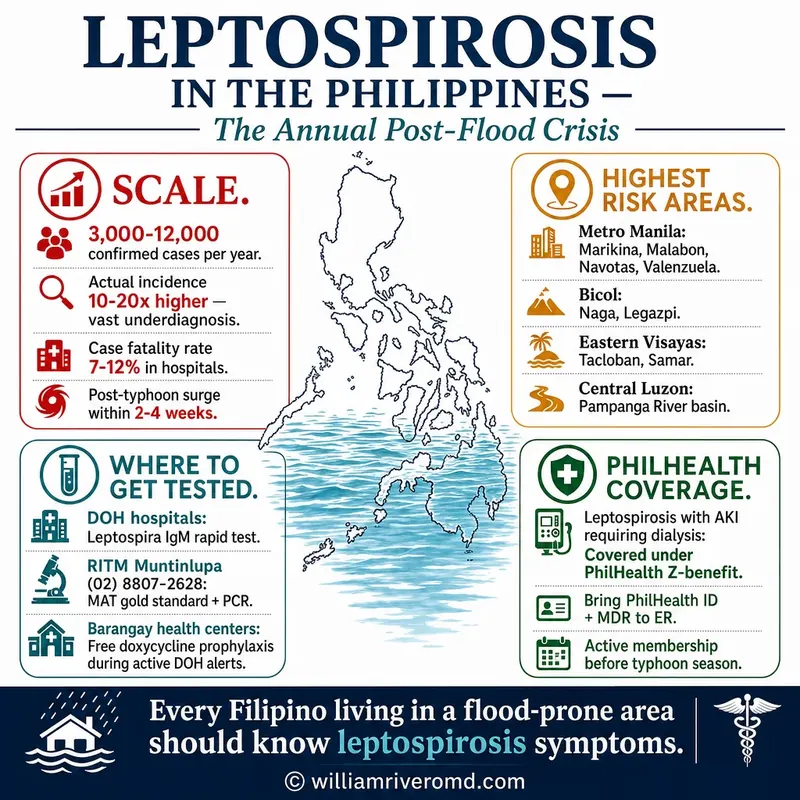 LEPTOSPIROSIS
IN THE PHILIPPINES —
The Annual Post-Flood Crisis
SCALE.
3,000-12,000
confirmed cases per year.
Actual incidence
10-20x higher —
vast underdiagnosis.
Case fatality rate
7-12% in hospitals.
Post-typhoon surge
within 2-4 weeks.
HIGHEST
RISK AREAS.
Metro Manila:
Marikina, Malabon,
Navotas, Valenzuela.
Bicol:
Naga, Legazpi.
Eastern Visayas:
Tacloban, Samar.
Central Luzon:
Pampanga River basin.
WHERE TO
GET TESTED.
DOH hospitals:
Leptospira IgM rapid test.
RITM Muntinlupa
(02) 8807-2628:
MAT gold standard + PCR.
Barangay health centers:
Free doxycycline prophylaxis
during active DOH alerts.
PHILHEALTH
COVERAGE.
Leptospirosis with AKI
requiring dialysis:
Covered under
PhilHealth Z-benefit.
Bring PhilHealth ID
+ MDR to ER.
Active membership
before typhoon season.
Every Filipino living in a flood-prone area
should know leptospirosis symptoms.
© williamriveromd.com